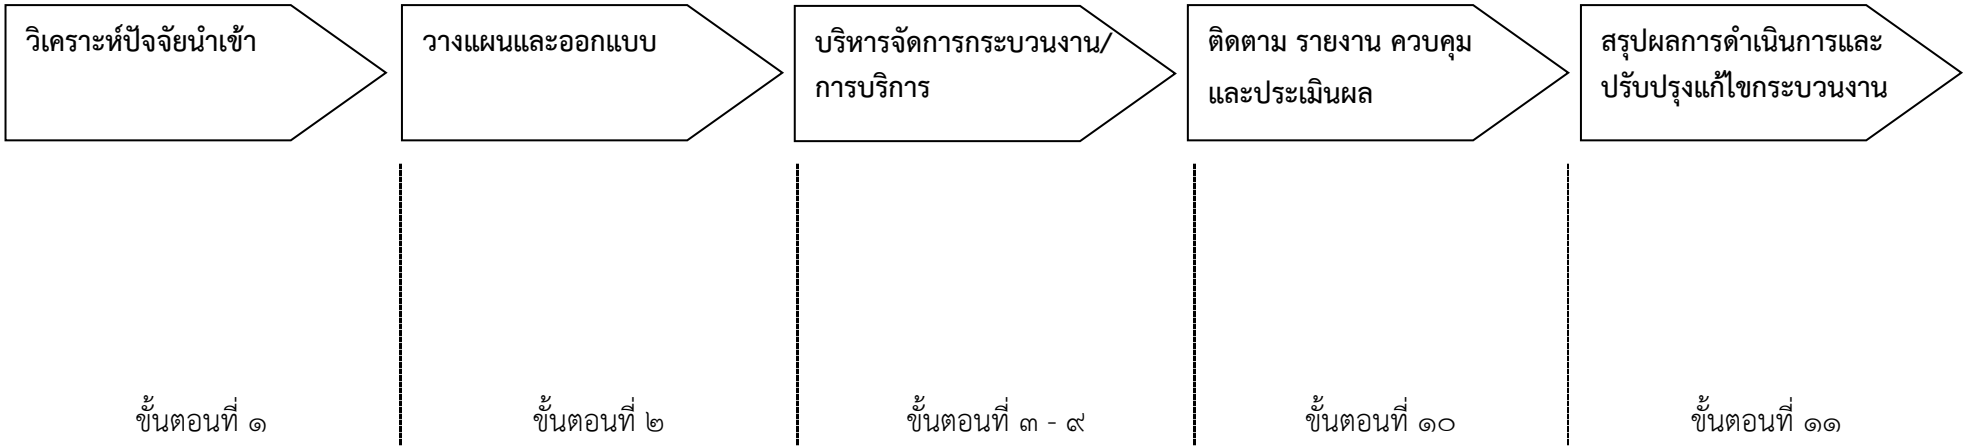 วิเคราะห์ปัจจัยนำเข้า
วางแผนและออกแบบ
บริหารจัดการกระบวนงาน/
การบริการ
ติดตาม รายงาน ควบคุม
และประเมินผล
สรุปผลการดำเนินการและ
ปรับปรุงแก้ไขกระบวนงาน
ขั้นตอนที่ ๑
ขั้นตอนที่ ๒
ขั้นตอนที่ ๓ - ๙
ขั้นตอนที่ ๑๐
ขั้นตอนที่ ๑๑